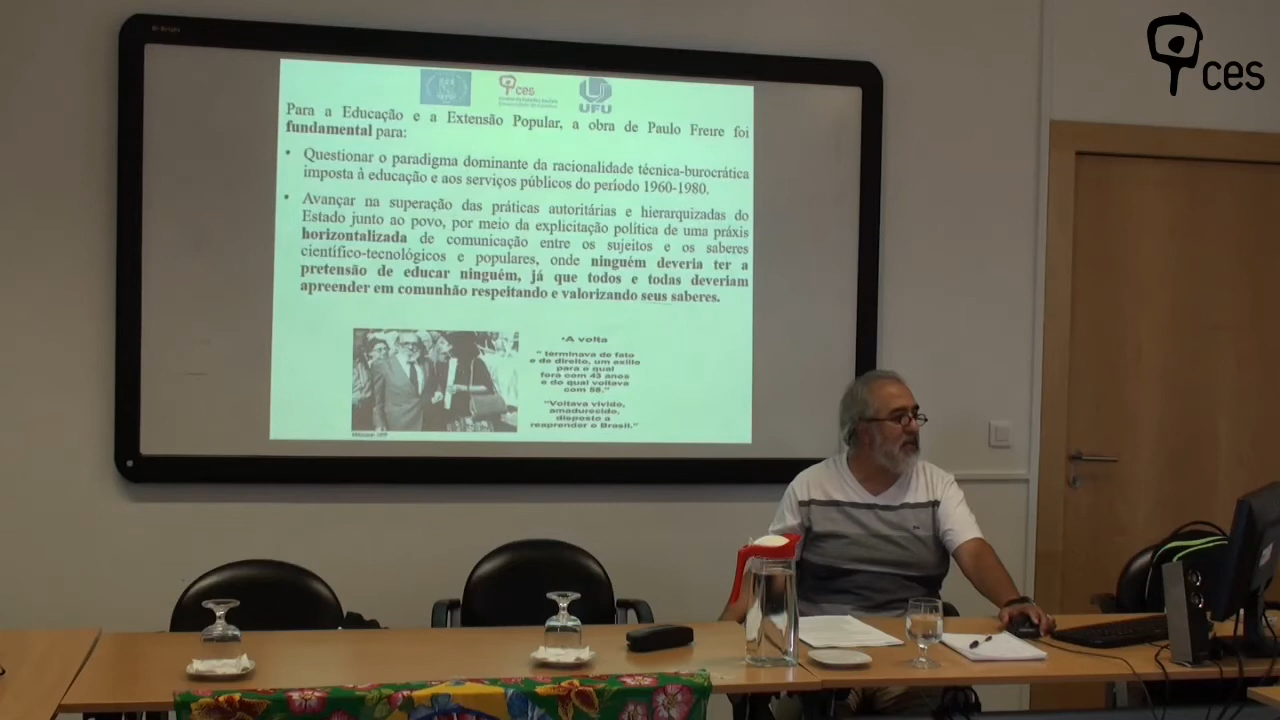 ces
ces
UFU
Para a Educação e a Extensão Popular, a obra de Paulo Freire foi
fundamental para:
• Questionar o paradigma dominante da racionalidade técnica-burocrática
imposta à educação e aos serviços públicos do período 1960-1980.
• Avançar na superação das práticas autoritárias e hierarquizadas do
Estado junto ao povo, por meio da explicitação política de uma práxis
horizontalizada de comunicação entre os sujeitos e os saberes
científico-tecnológicos e populares, onde ninguém deveria ter a
pretensão de educar ninguém, já que todos e todas deveriam
apreender em comunhão respeitando e valorizando seus saberes.
•A volta
“ terminava de fato
e de direito, um exílio
para o qual
fora com 43 anos
e do qual voltava
com 58.”
“Voltava vivido,
amadurecido,
disposto a
reaprender o Brasil.”